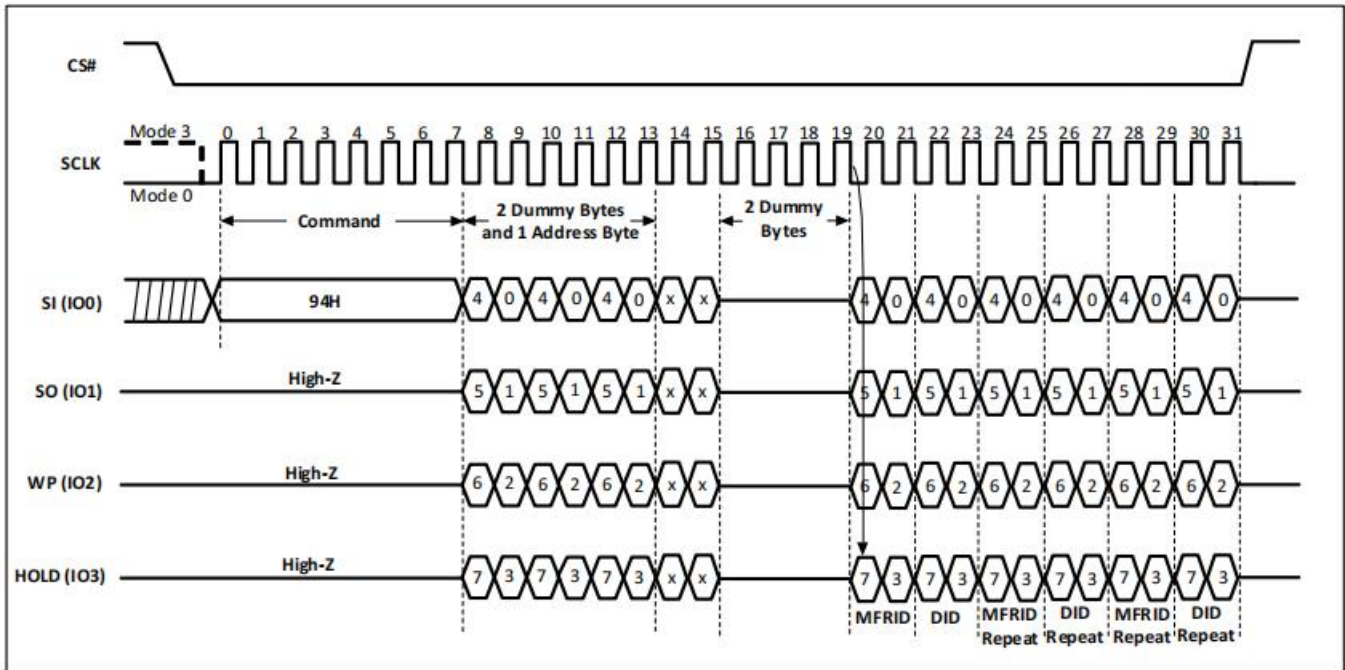 CS#
Mode 3
0 1 2 3 4 5 6 7 8 9 10 11 12 13 14 15 16 17 18 19 20 21 22 23 24 25 26 27 28 29 30 31
SCLK
Mode 0
Command
2 Dummy Bytes
and 1 Address Byte
2 Dummy
Bytes
SI (IO0)
94H
4 0 4 0 4 0 x x
4 0 4 0 4 0 4 0 4 0 4 0
SO (IO1)
High-Z
5 1 5 1 5 1 x x
5 1 5 1 5 1 5 1 5 1 5 1
WP (IO2)
High-Z
6 2 6 2 6 2 x x
6 2 6 2 6 2 6 2 6 2 6 2
HOLD (IO3)
High-Z
7 3 7 3 7 3 x x
7 3 7 3 7 3 7 3 7 3 7 3
MFRID
DID
MFRID
Repeat
DID
Repeat
MFRID
Repeat
DID
Repeat